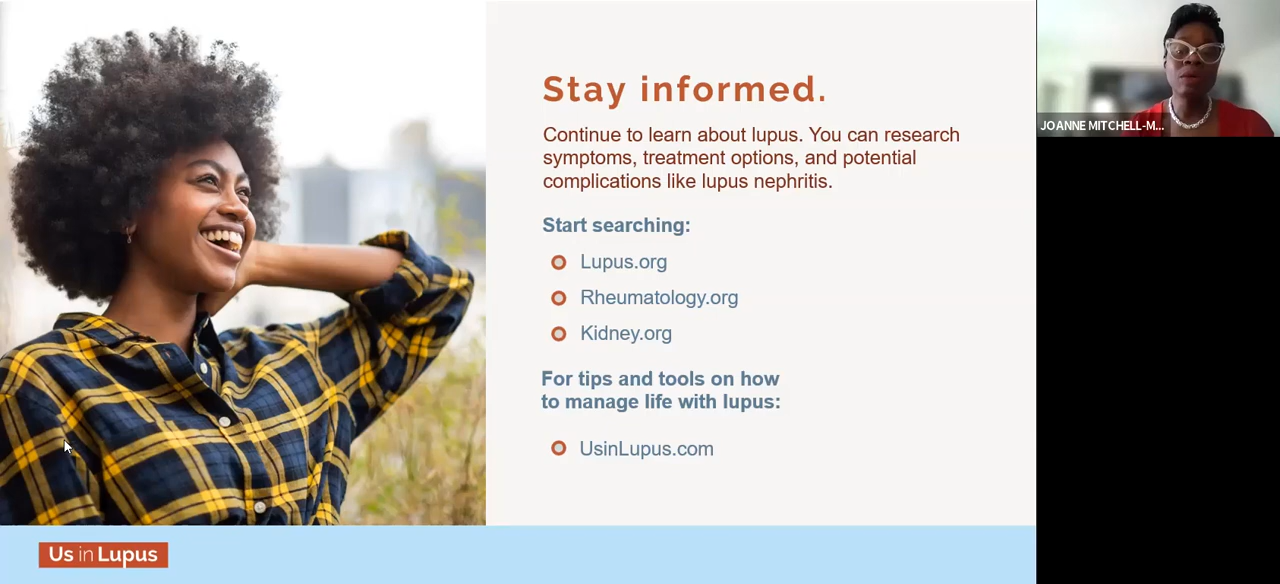 Stay informed.
Continue to learn about lupus. You can research
symptoms, treatment options, and potential
complications like lupus nephritis.
Start searching:
Lupus.org
Rheumatology.org
Kidney.org
For tips and tools on how
to manage life with lupus:
UsinLupus.com
Us in Lupus
JOANNE MITCHELL-M...